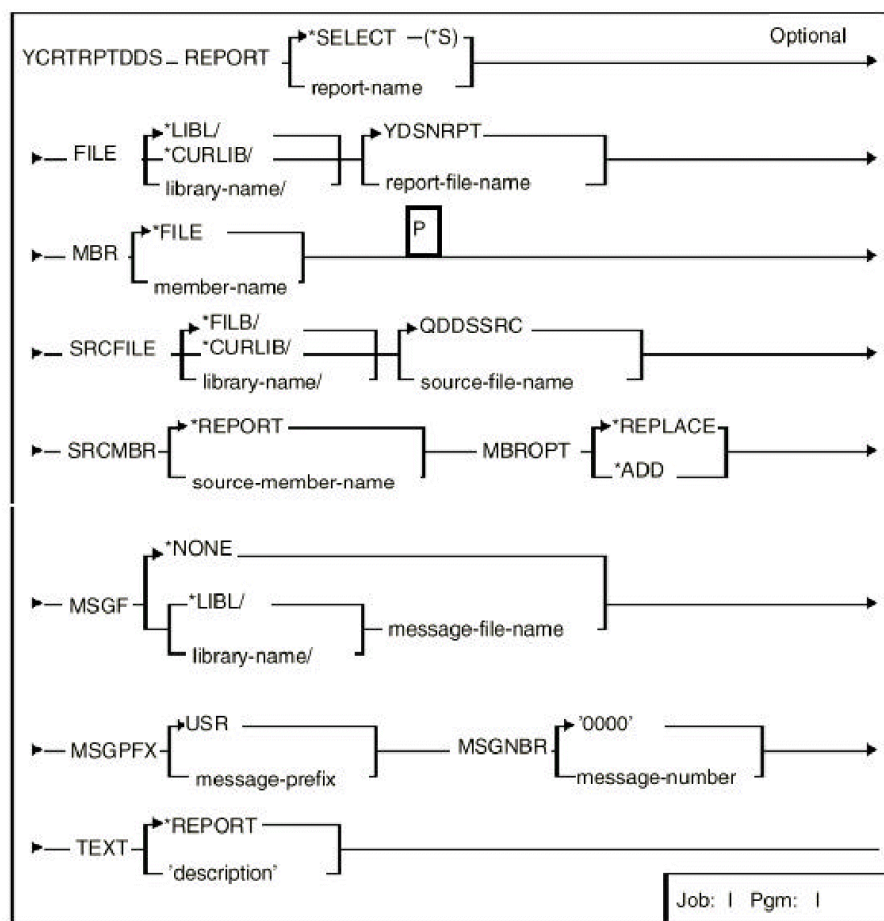 *SELECT (*S) Optional
YCRTRPTDDS REPORT
report-name
*LIBL/ YDSNRPT
FILE *CURLIB/
library-name/ report-file-name
*FILE P
MBR
member-name
*FILB/ QDDSSRC
SRCFILE *CURLIB/
library-name/ source-file-name
*REPORT *REPLACE
SRCMBR MBROPT
source-member-name *ADD
*NONE
MSGF *LIBL/
message-file-name
library-name/
USR '0000'
MSGPFX MSGNBR
message-prefix message-number
*REPORT
TEXT
'description'
Job: I Pgm: I